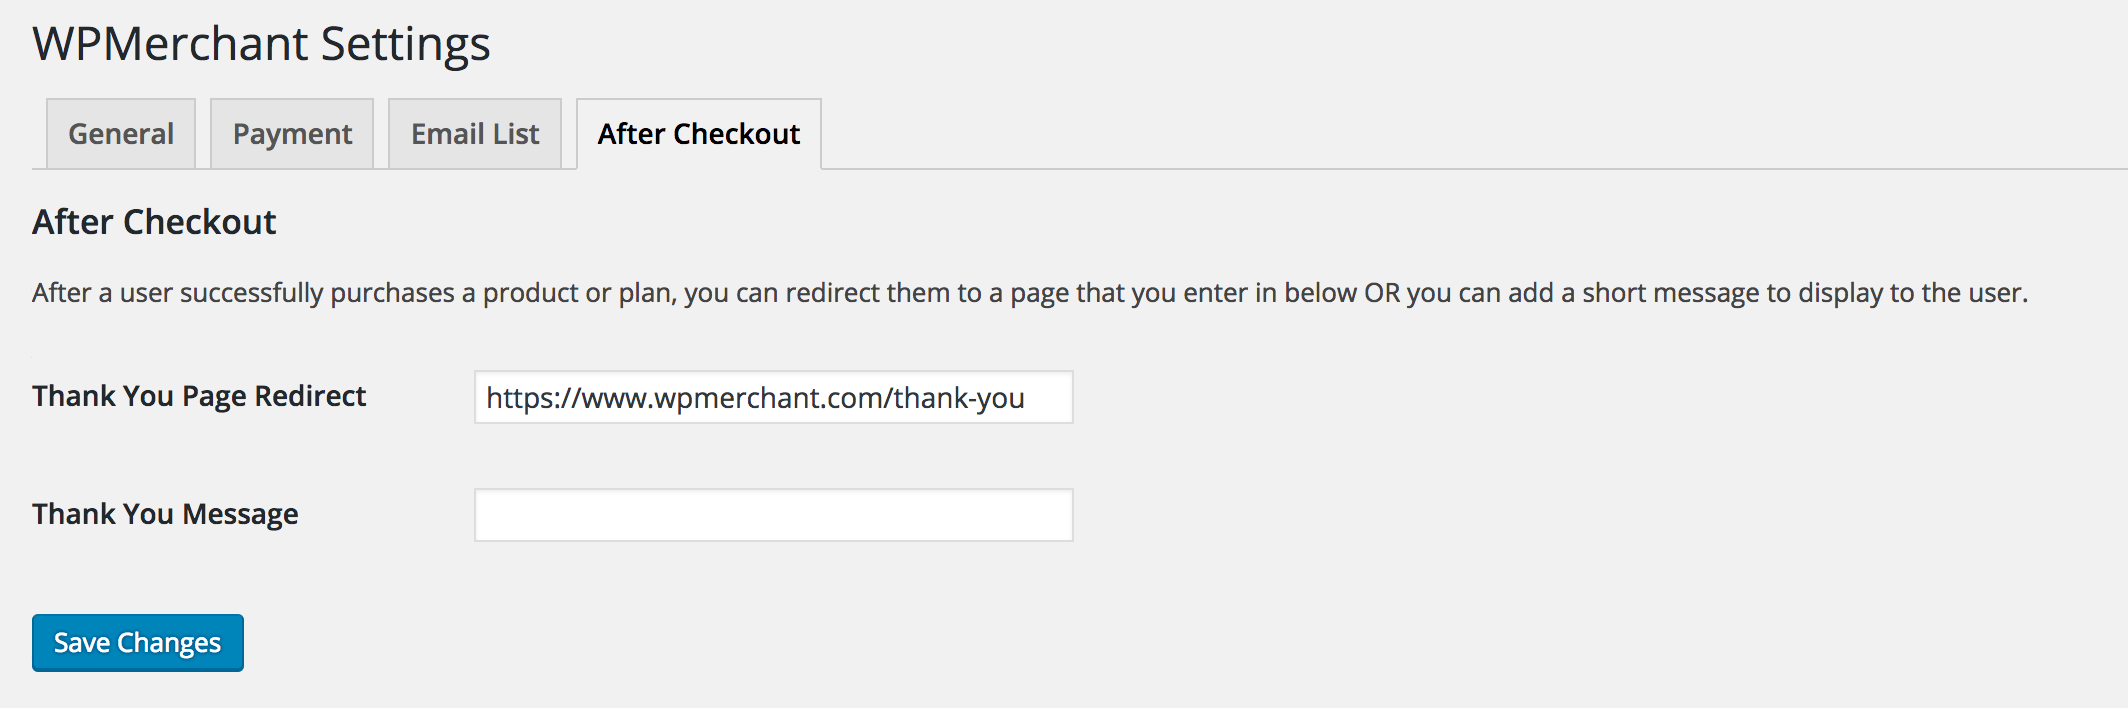 WPMerchant Settings
General Payment Email List After Checkout
After Checkout
After a user successfully purchases a product or plan, you can redirect them to a page that you enter in below OR you can add a short message to display to the user.
Thank You Page Redirect https://www.wpmerchant.com/thank-you
Thank You Message
Save Changes